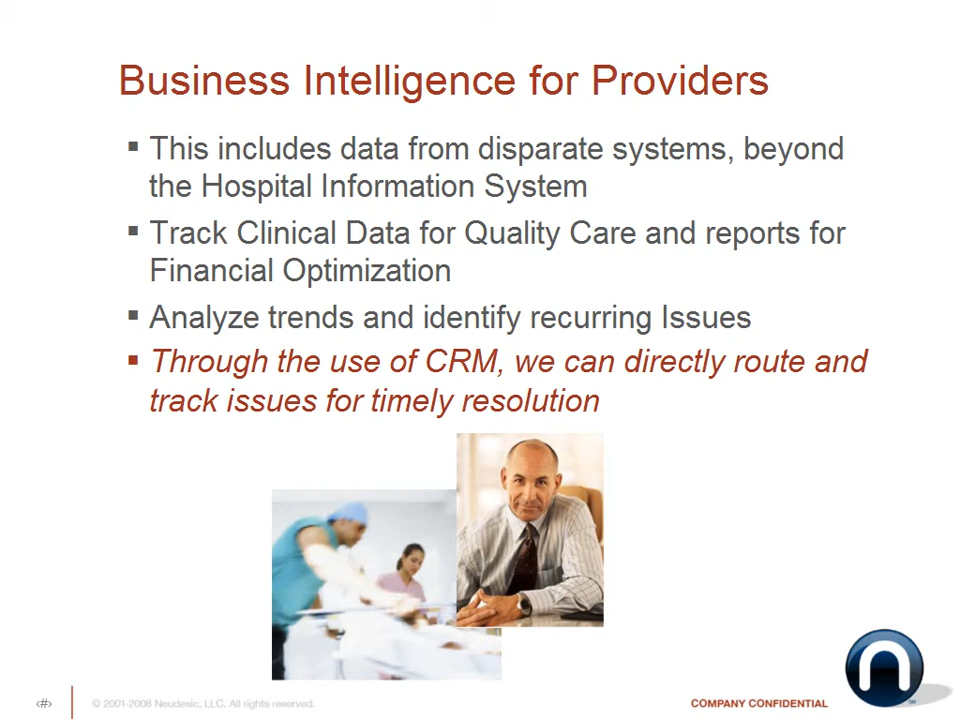 Business Intelligence for Providers
▪ This includes data from disparate systems, beyond
the Hospital Information System
▪ Track Clinical Data for Quality Care and reports for
Financial Optimization
▪ Analyze trends and identify recurring Issues
▪ Through the use of CRM, we can directly route and
track issues for timely resolution
‹#›
© 2001-2008 Neudesic, LLC. All rights reserved.
COMPANY CONFIDENTIAL
n
SM